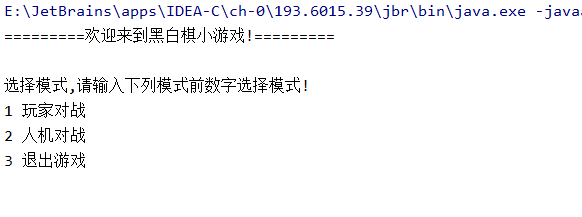 E:\JetBrains\apps\IDEA-C\ch-0\193.6015.39\jbr\bin\java.exe -java
=========欢迎来到黑白棋小游戏!=========
选择模式,请输入下列模式前数字选择模式!
1 玩家对战
2 人机对战
3 退出游戏